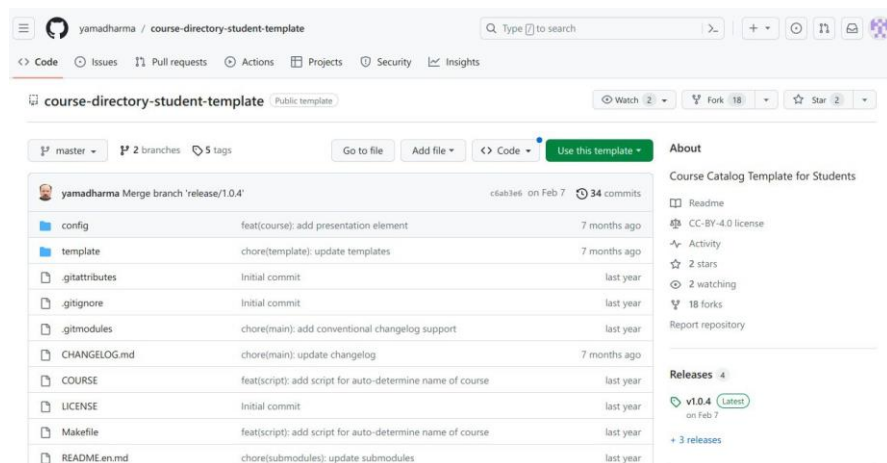 yamadharma / course-directory-student-template
Type / to search
Code Issues Pull requests Actions Projects Security Insights
course-directory-student-template Public template
Watch 2 Fork 18 Star 2
master 2 branches 5 tags Go to file Add file Code Use this template
yamadharma Merge branch 'release/1.0.4' c6ab3e6 on Feb 7 34 commits
config feat(course): add presentation element 7 months ago
template chore(template): update templates 7 months ago
.gitattributes Initial commit last year
.gitignore Initial commit last year
.gitmodules chore(main): add conventional changelog support last year
CHANGELOG.md chore(main): update changelog 7 months ago
COURSE feat(script): add script for auto-determine name of course last year
LICENSE Initial commit last year
Makefile feat(script): add script for auto-determine name of course last year
README.en.md chore(submodules): update submodules last year
About
Course Catalog Template for Students
Readme
CC-BY-4.0 license
Activity
2 stars
2 watching
18 forks
Report repository
Releases 4
v1.0.4 Latest
on Feb 7
+ 3 releases